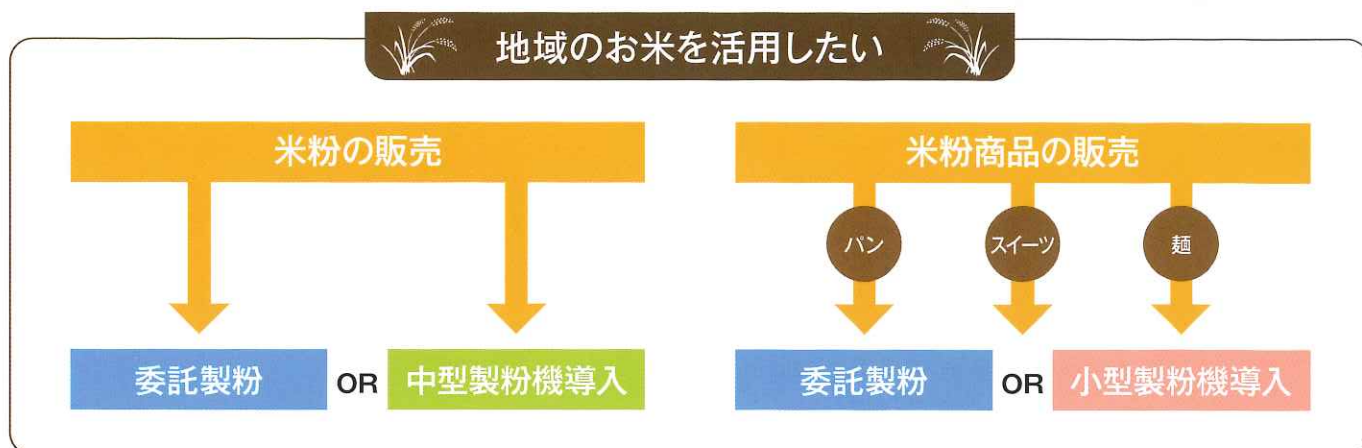 地域のお米を活用したい
米粉の販売
委託製粉 OR 中型製粉機導入
米粉商品の販売
パン スイーツ 麺
委託製粉 OR 小型製粉機導入